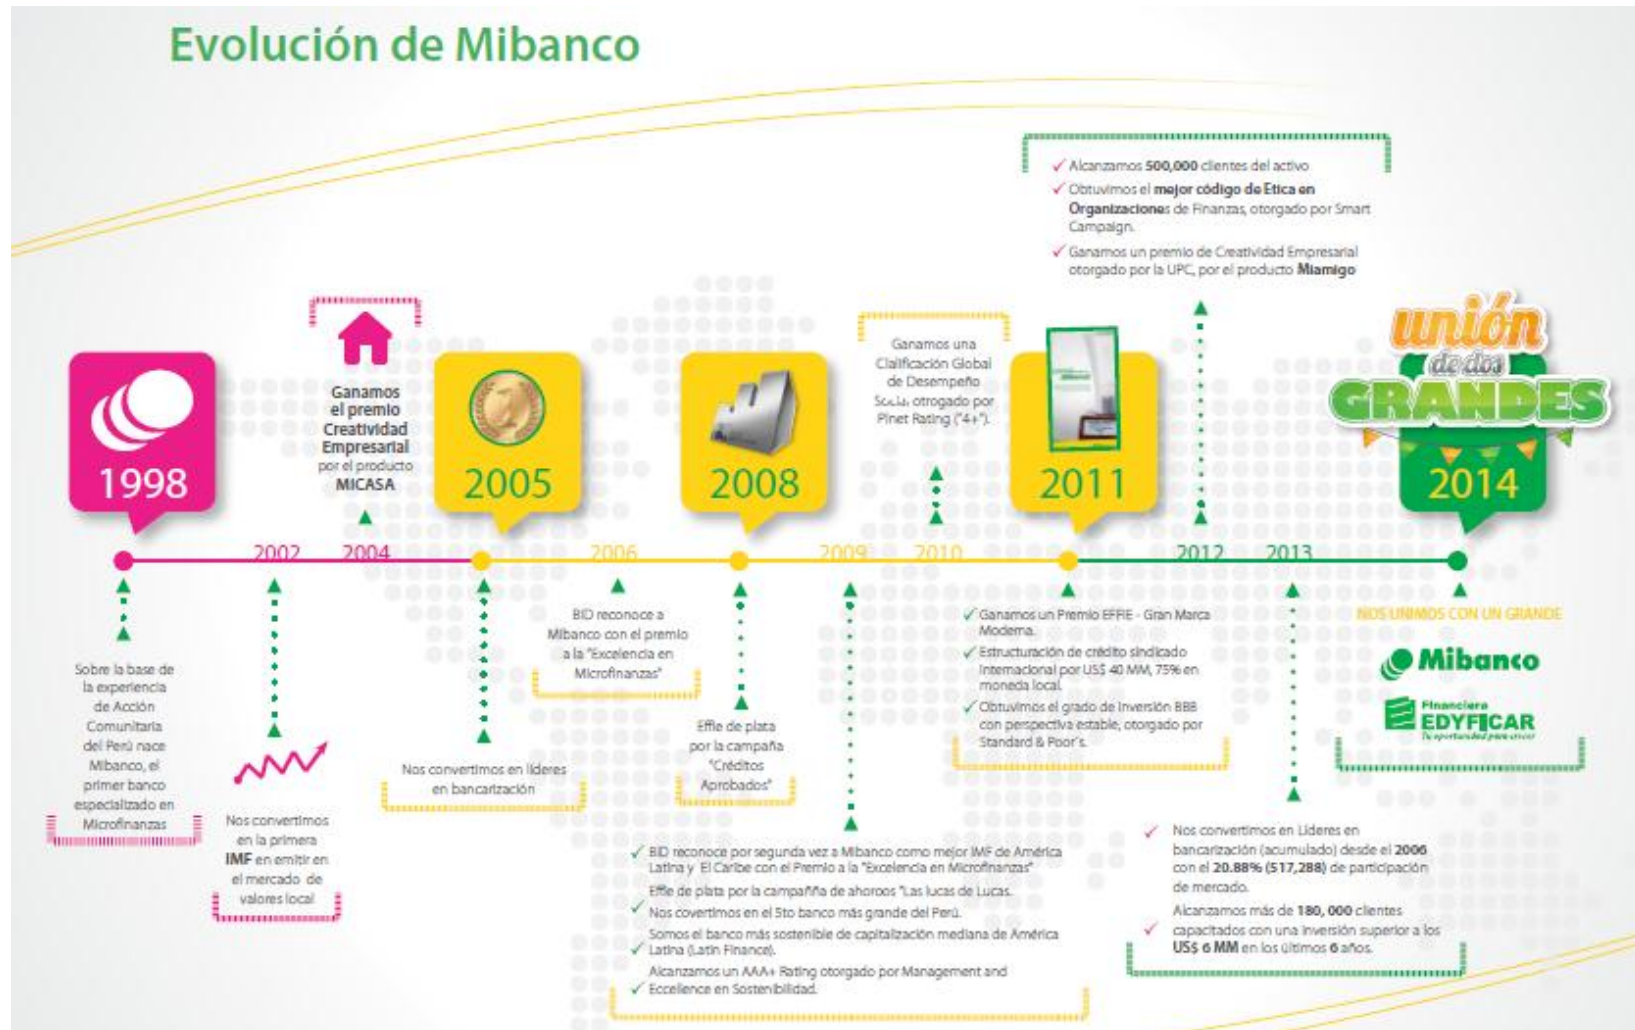 Evolución de Mibanco
Alcanzamos 500,000 clientes del activo
Obtuvimos el mejor código de Etica en
Organizaciones de Finanzas, otorgado por Smart
Campaign.
Ganamos un premio de Creatividad Empresarial
otorgado por la UPC, por el producto Miamigo
Ganamos
el premio
Creatividad
Empresarial
por el producto
MICASA
Ganamos una
Clalificación Global
de Desempeño
otrogado por
Pinet Rating ("4+").
unión
de dos
GRANDES
1998
2005
2008
2011
2014
2002
2004
2006
2009
2010
2012
2013
Sobre la base de
la experiencia
de Acción
Comunitaria
del Perú nace
Mibanco, el
primer banco
especializado en
Microfinanzas
Nos convertimos
en la primera
IMF en emitir en
el mercado de
valores local
Nos convertimos en líderes
en bancarización
BID reconoce a
Mibanco con el premio
a la "Excelencia en
Microfinanzas"
Effie de plata
por la campaña
"Créditos
Aprobados"
BID reconoce por segunda vez a Mibanco como mejor IMF de América
Latina y El Caribe con el Premio a la "Excelencia en Microfinanzas"
Effie de plata por la campañña de ahoroos "Las lucas de Lucas.
Nos covertimos en el 5to banco más grande del Perú.
Somos el banco más sostenible de capitalización mediana de América
Latina (Latin Finance).
Alcanzamos un AAA+ Rating otorgado por Management and
Eccellence en Sostenibilidad.
Ganamos un Premio EFFIE - Gran Marca
Moderna.
Estructuración de crédito sindicado
internacional por US$ 40 MM, 75% en
moneda local.
Obtuvimos el grado de inversión BBB
con perspectiva estable, otorgado por
Standard & Poor's.
Nos convertimos en Líderes en
bancarización (acumulado) desde el 2006
con el 20.88% (517,288) de participación
de mercado.
Alcanzamos más de 180, 000 clientes
capacitados con una inversión superior a los
US$ 6 MM en los últimos 6 años.
NOS UNIMOS CON UN GRANDE
Mibanco
Financiera
EDYFICAR
Tu oportunidad para crecer